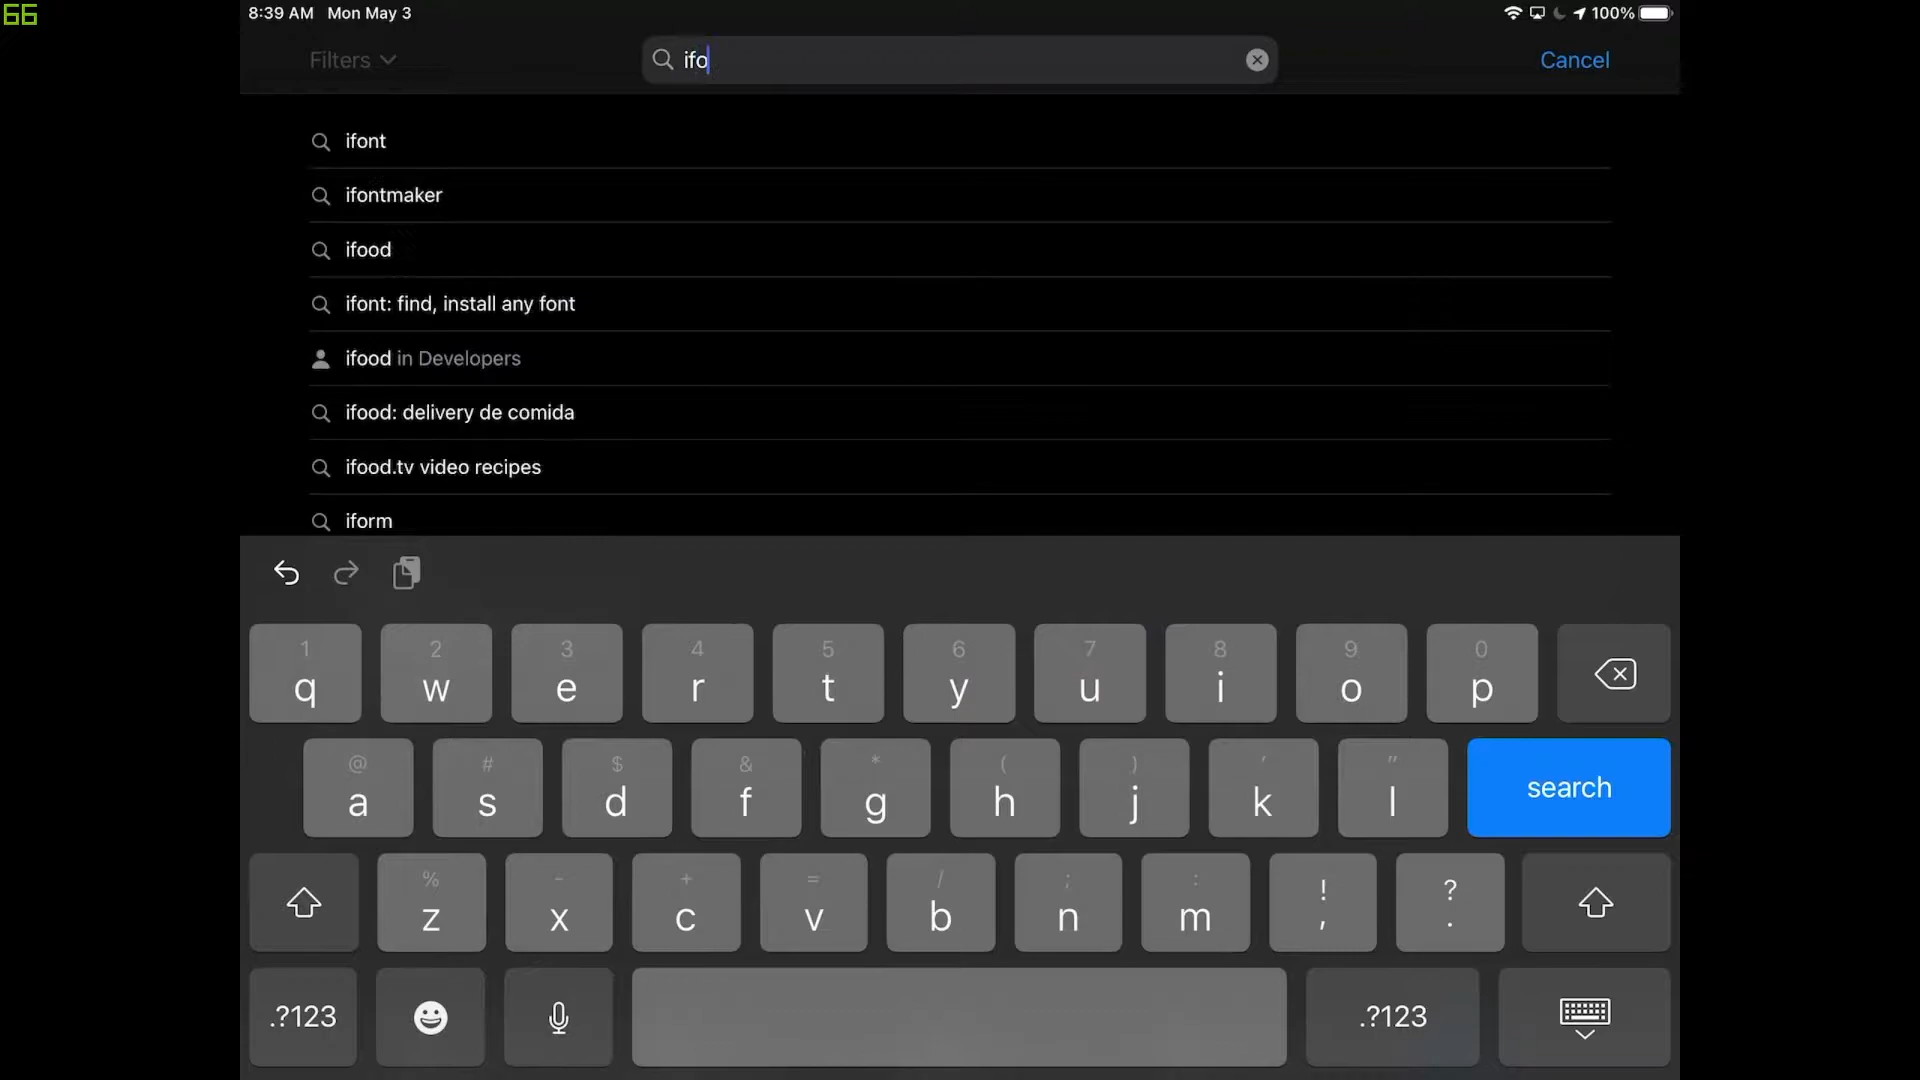 66
8:39 AM Mon May 3 100%
Filters ifo Cancel
ifont
ifontmaker
ifood
ifont: find, install any font
ifood in Developers
ifood: delivery de comida
ifood.tv video recipes
iform
1 2 3 4 5 6 7 8 9 0
q w e r t y u i o p
@ # $ & * ( ) ' "
a s d f g h j k l search
% - + = / ; : ! ?
z x c v b n m , .
.?123 .?123